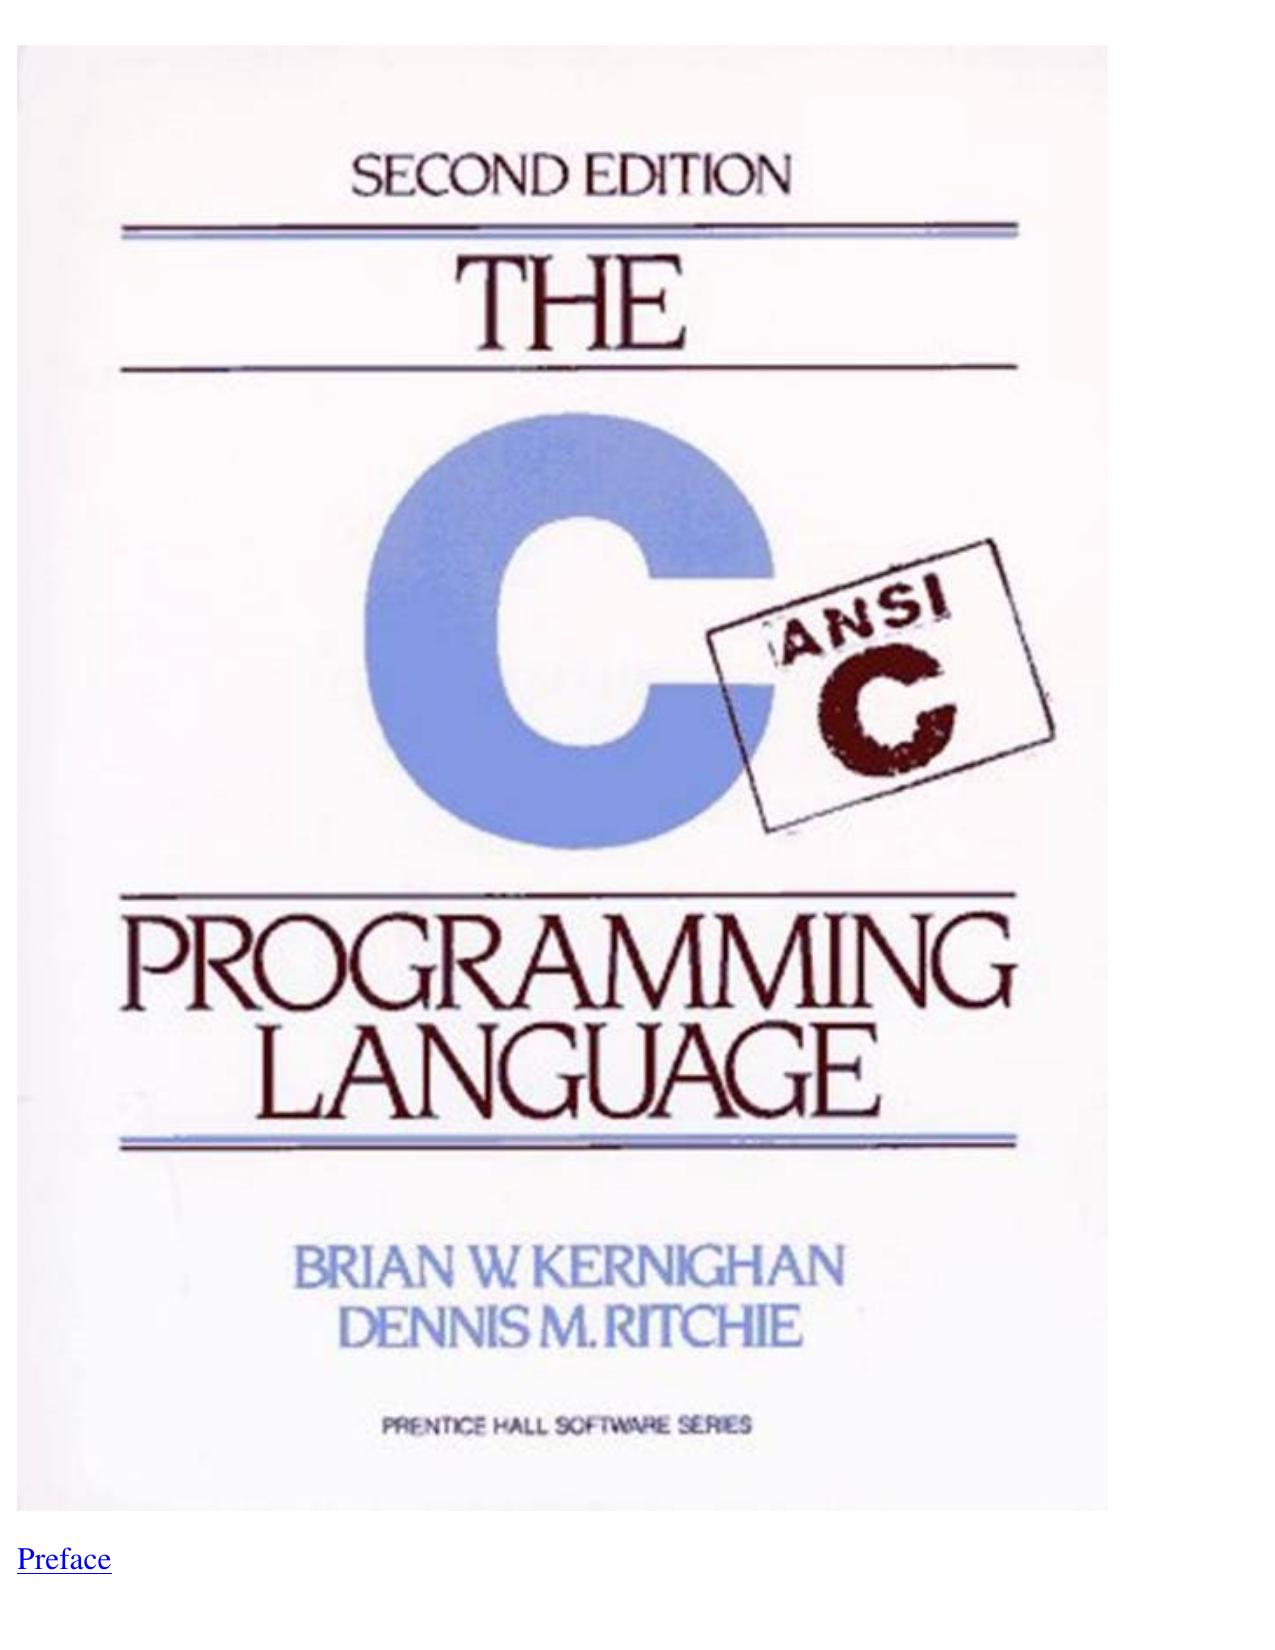 SECOND EDITION
THE
C
ANSI
C
PROGRAMMING
LANGUAGE
BRIAN W. KERNIGHAN
DENNIS M. RITCHIE
PRENTICE HALL SOFTWARE SERIES
Preface